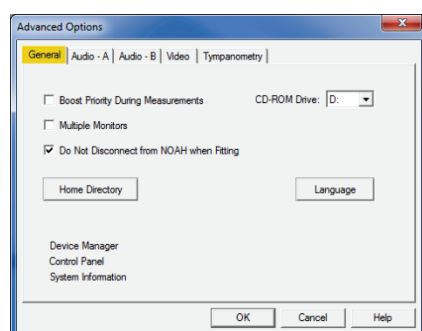 Advanced Options
General Audio - A Audio - B Video Tympanometry
Boost Priority During Measurements CD-ROM Drive: D:
Multiple Monitors
Do Not Disconnect from NOAH when Fitting
Home Directory Language
Device Manager
Control Panel
System Information
OK Cancel Help